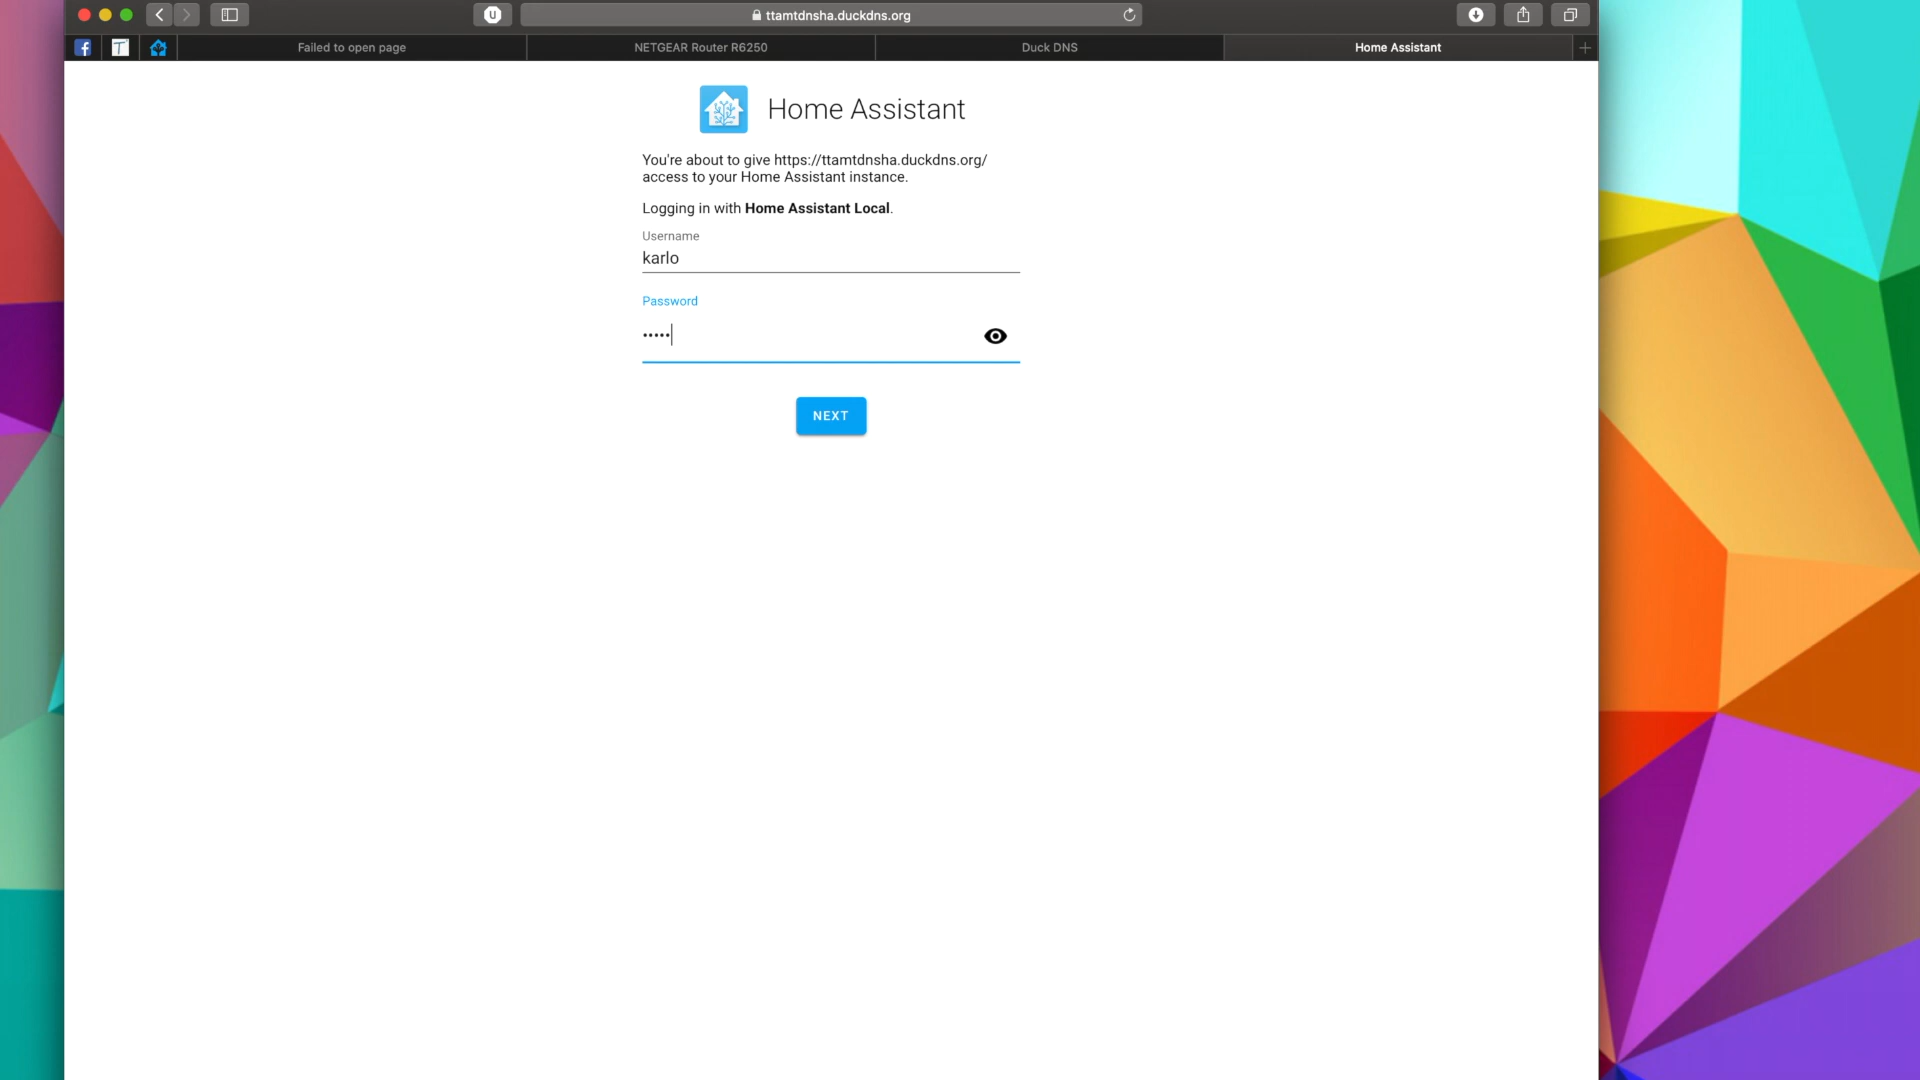 U
ttamtdnsha.duckdns.org
f
T
Failed to open page
NETGEAR Router R6250
Duck DNS
Home Assistant
Home Assistant
You're about to give https://ttamtdnsha.duckdns.org/
access to your Home Assistant instance.
Logging in with Home Assistant Local.
Username
karlo
Password
•••••
NEXT